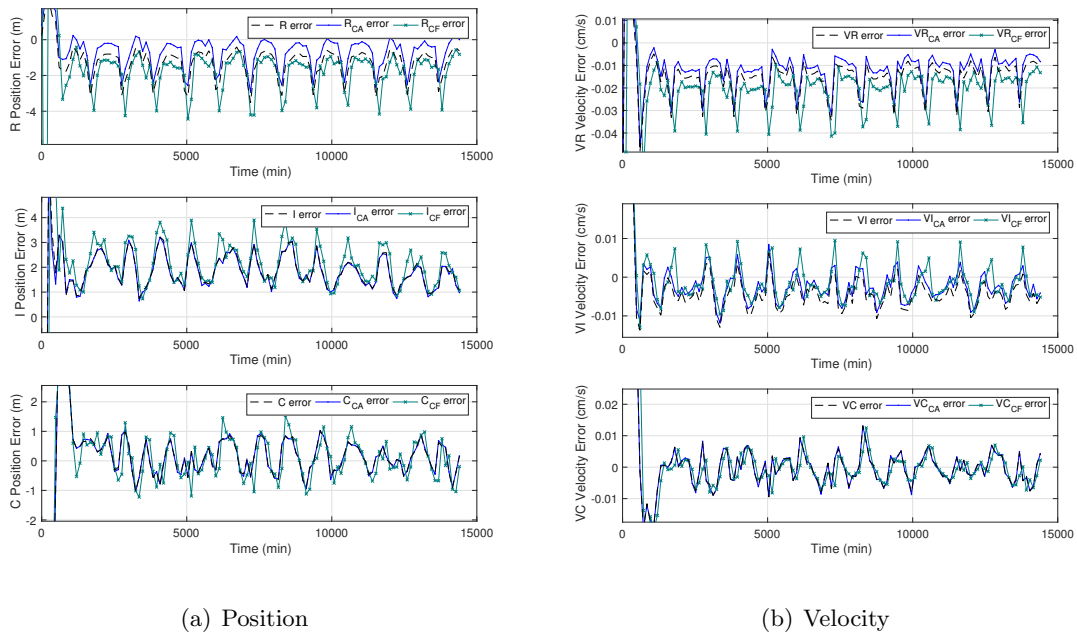 R error R_CA error R_CF error
R Position Error (m)
0
-2
-4
0 5000 10000 15000
Time (min)
I error I_CA error I_CF error
I Position Error (m)
4
3
2
1
0
0 5000 10000 15000
Time (min)
C error C_CA error C_CF error
C Position Error (m)
2
1
0
-1
-2
0 5000 10000 15000
Time (min)
(a) Position
VR error VR_CA error VR_CF error
VR Velocity Error (cm/s)
0.01
0
-0.01
-0.02
-0.03
-0.04
0 5000 10000 15000
Time (min)
VI error VI_CA error VI_CF error
VI Velocity Error (cm/s)
0.01
0
-0.01
0 5000 10000 15000
Time (min)
VC error VC_CA error VC_CF error
VC Velocity Error (cm/s)
0.02
0.01
0
-0.01
0 5000 10000 15000
Time (min)
(b) Velocity